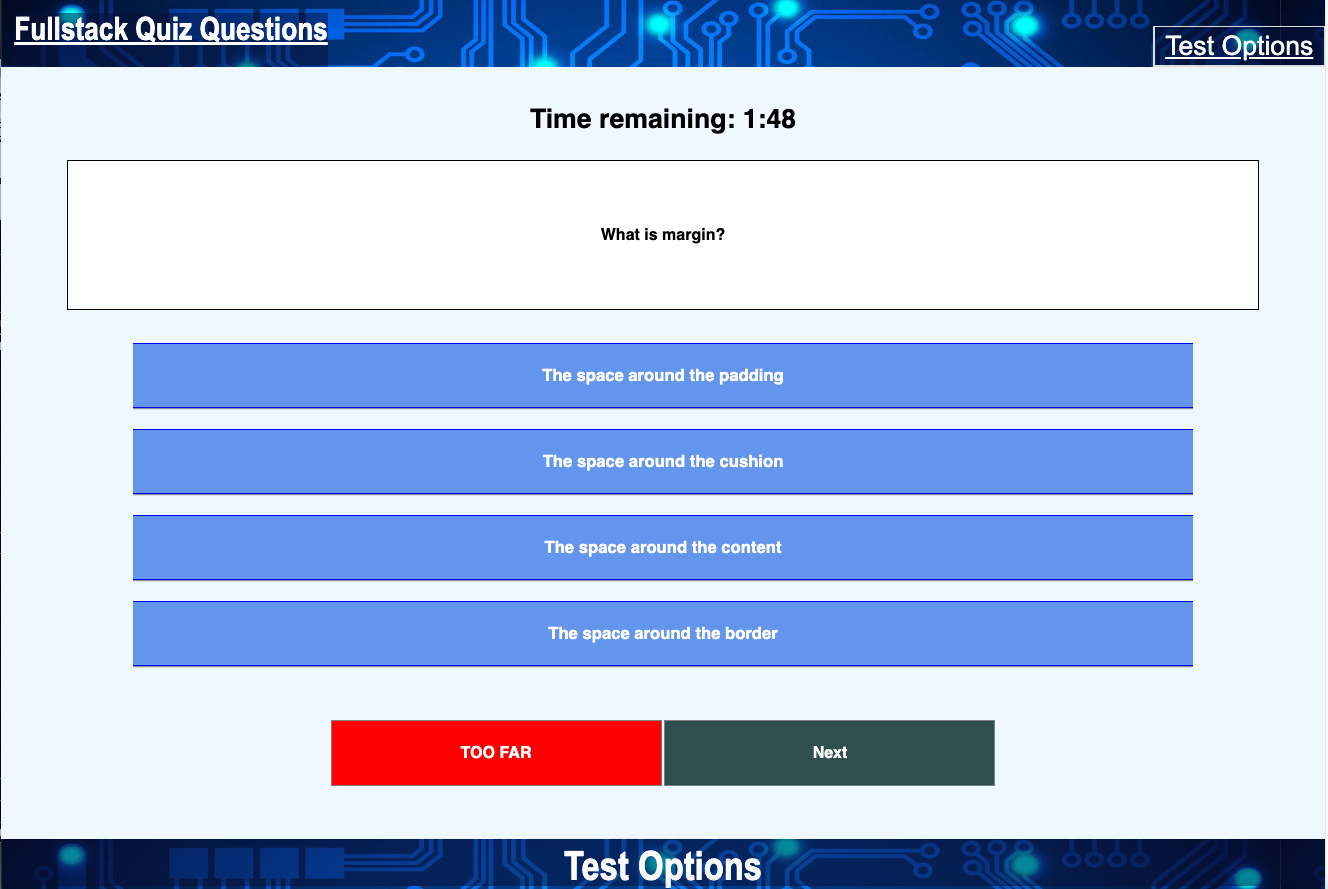 Fullstack Quiz Questions
Test Options
Time remaining: 1:48
What is margin?
The space around the padding
The space around the cushion
The space around the content
The space around the border
TOO FAR
Next
Test Options